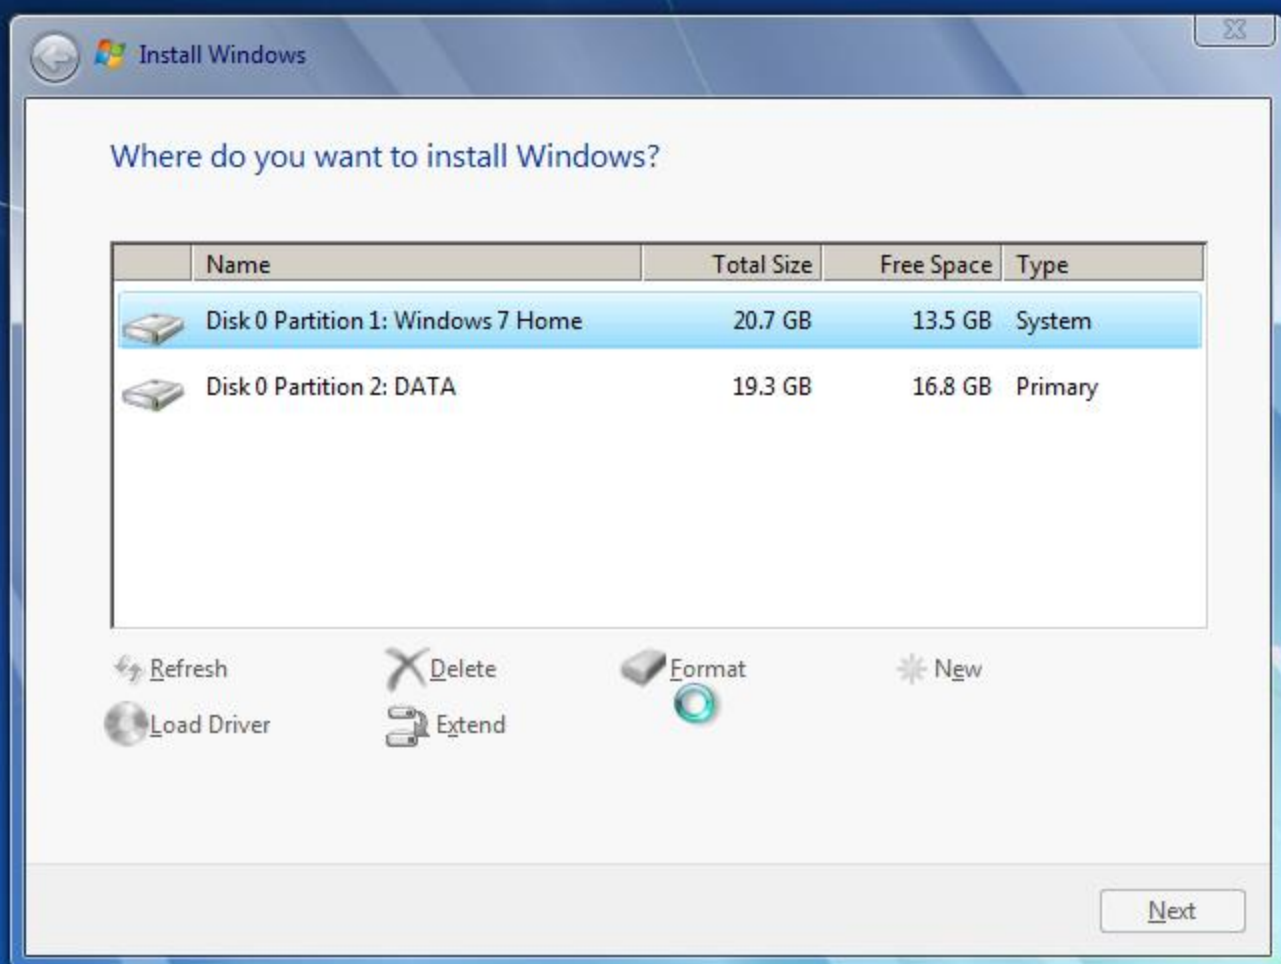 Install Windows
Where do you want to install Windows?
Name Total Size Free Space Type
Disk 0 Partition 1: Windows 7 Home 20.7 GB 13.5 GB System
Disk 0 Partition 2: DATA 19.3 GB 16.8 GB Primary
Refresh Delete Format New
Load Driver Extend
Next